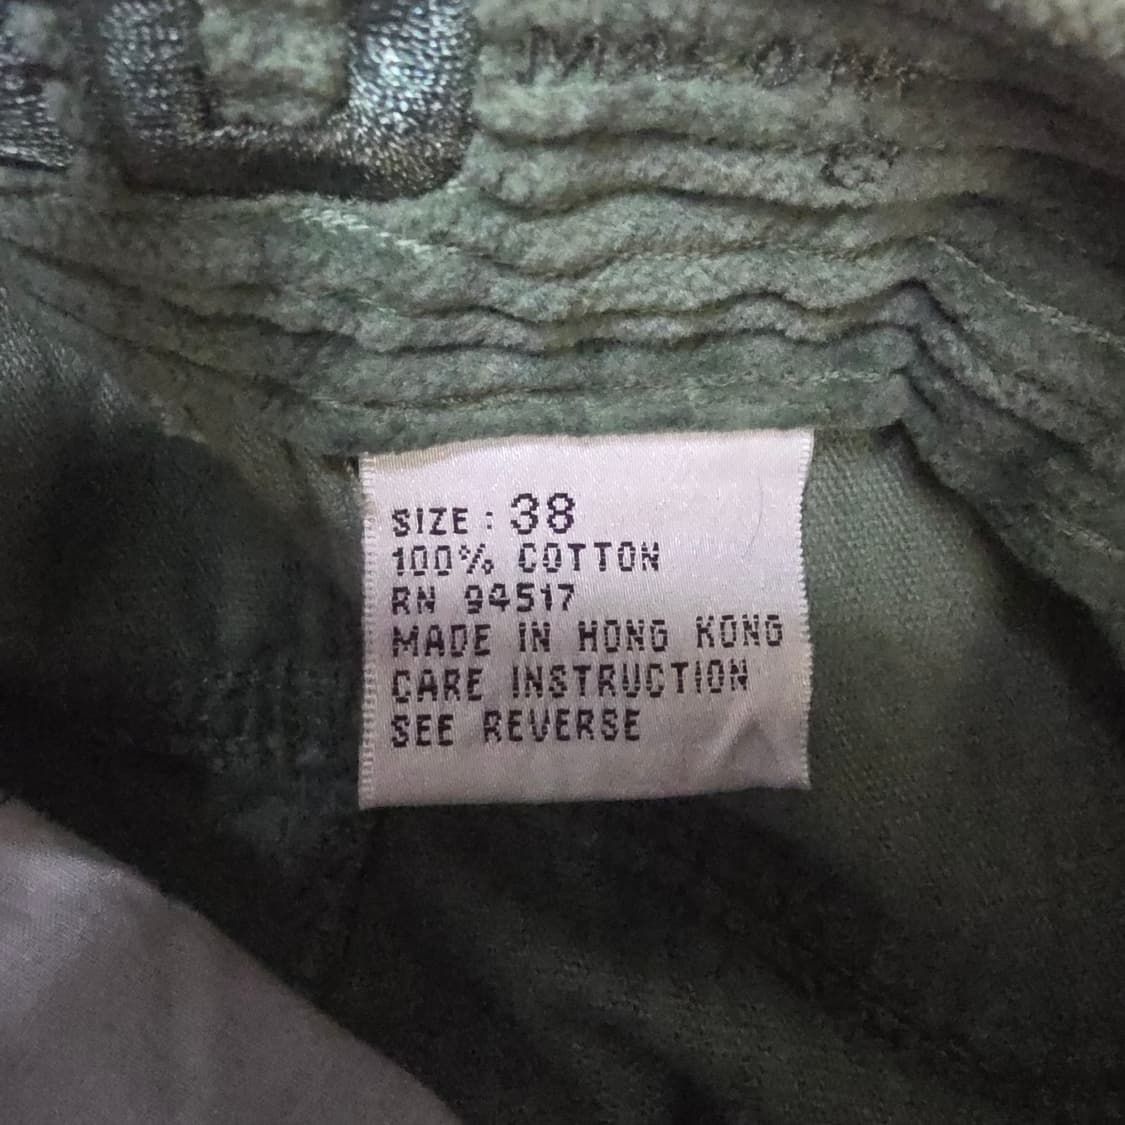 SIZE : 38
100% COTTON
RN 94517
MADE IN HONG KONG
CARE INSTRUCTION
SEE REVERSE